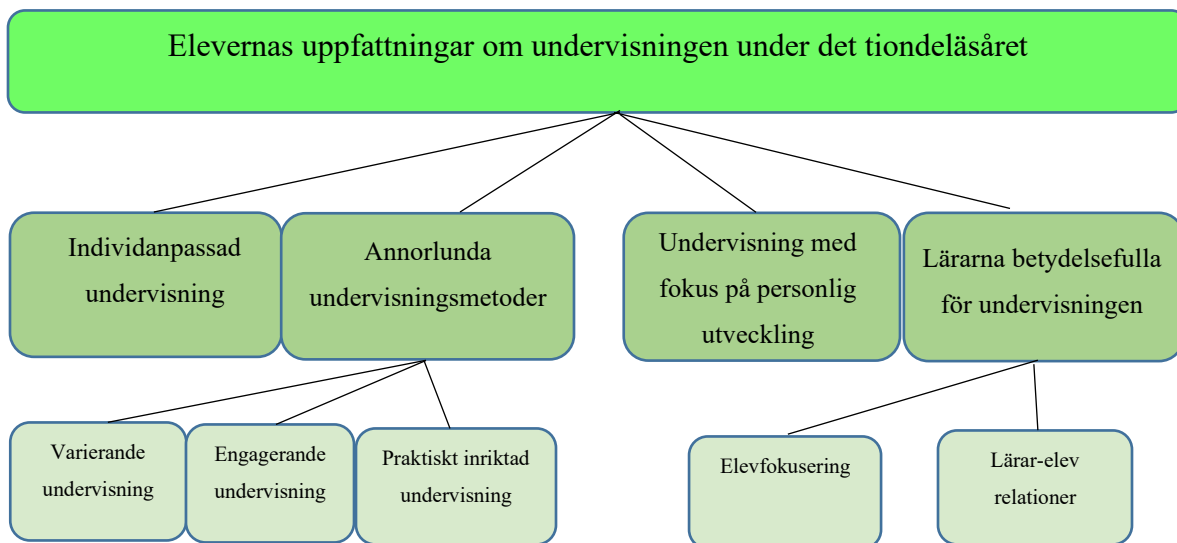 Elevernas uppfattningar om undervisningen under det tiondeläsåret
Individanpassad
undervisning
Annorlunda
undervisningsmetoder
Undervisning med
fokus på personlig
utveckling
Lärarna betydelsefulla
för undervisningen
Varierande
undervisning
Engagerande
undervisning
Praktiskt inriktad
undervisning
Elevfokusering
Lärar-elev
relationer